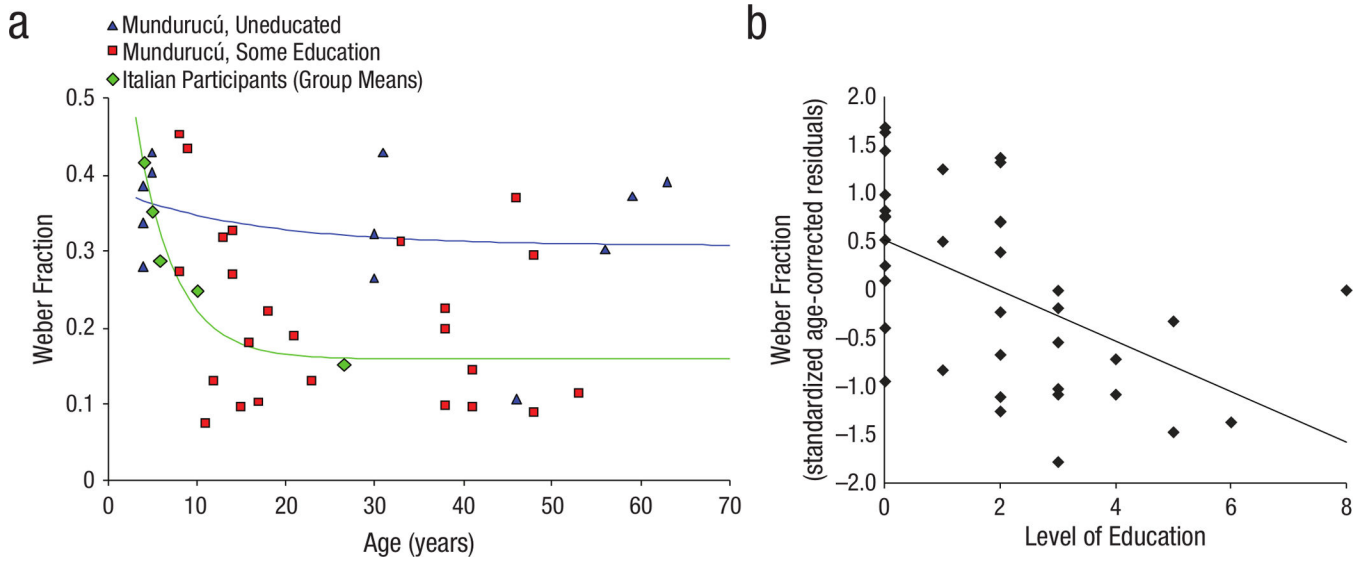 a
Mundurucú, Uneducated
Mundurucú, Some Education
Italian Participants (Group Means)
0.5
0.4
0.3
0.2
0.1
0
Weber Fraction
0 10 20 30 40 50 60 70
Age (years)
b
2.0
1.5
1.0
0.5
0
–0.5
–1.0
–1.5
–2.0
Weber Fraction
(standardized age-corrected residuals)
0 2 4 6 8
Level of Education